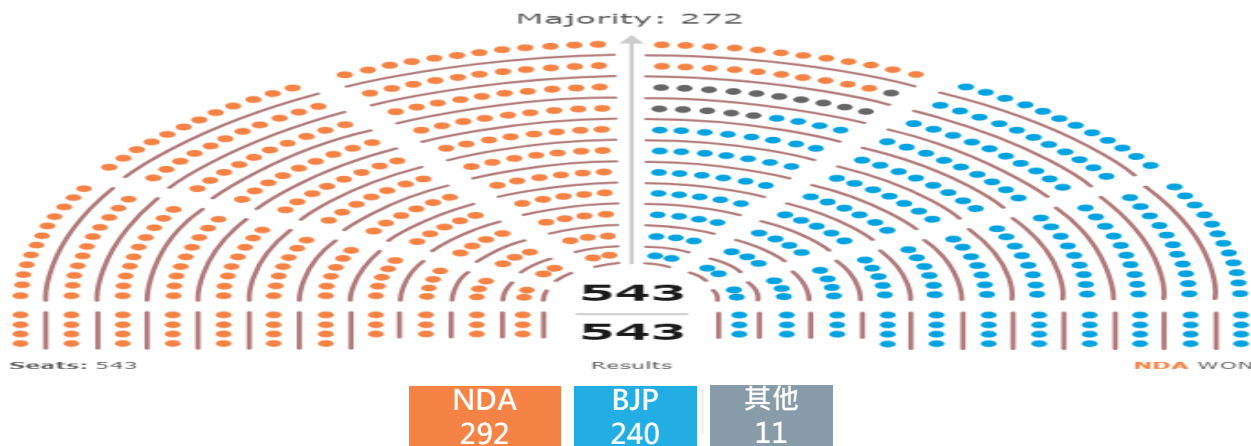 Majority: 272
543
543
Seats: 543
Results
NDA WON
NDA
292
BJP
240
其他
11